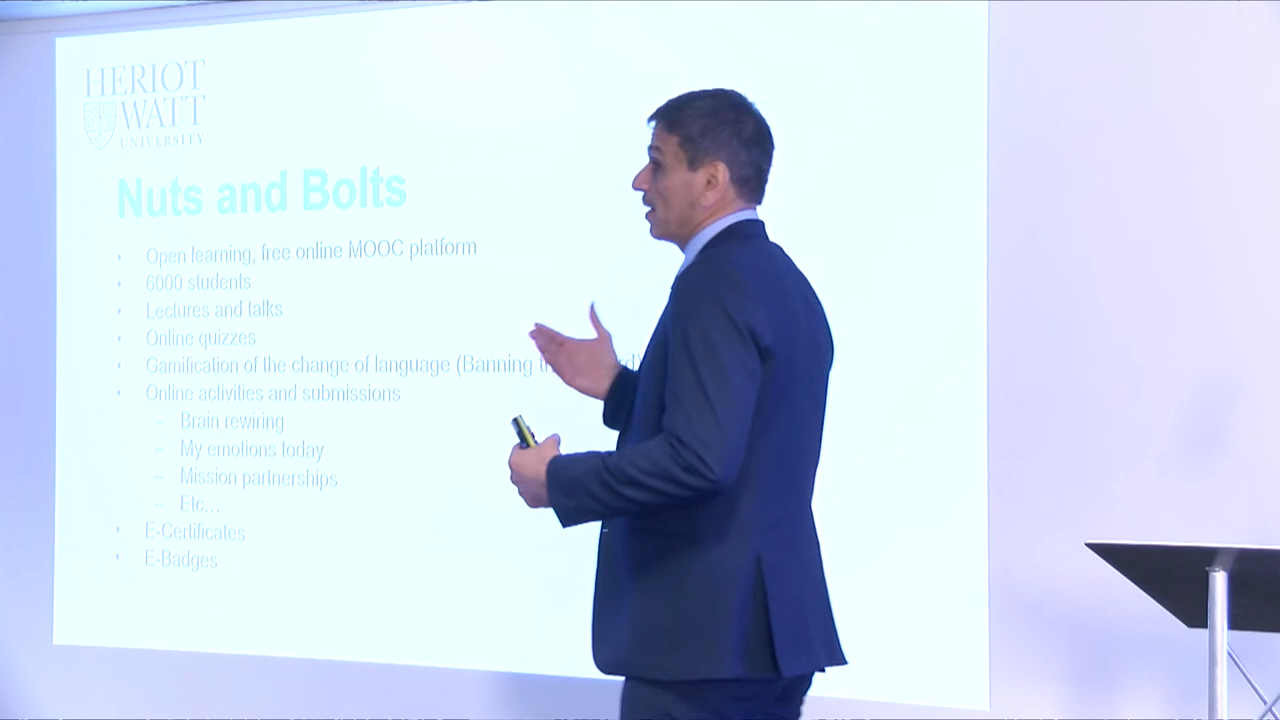 HERIOT
WATT
UNIVERSITY
Nuts and Bolts
• Open learning, free online MOOC platform
• 6000 students
• Lectures and talks
• Online quizzes
• Gamification of the change of language (Banning
• Online activities and submissions
– Brain rewiring
– My emotions today
– Mission partnerships
– Etc...
• E-Certificates
• E-Badges